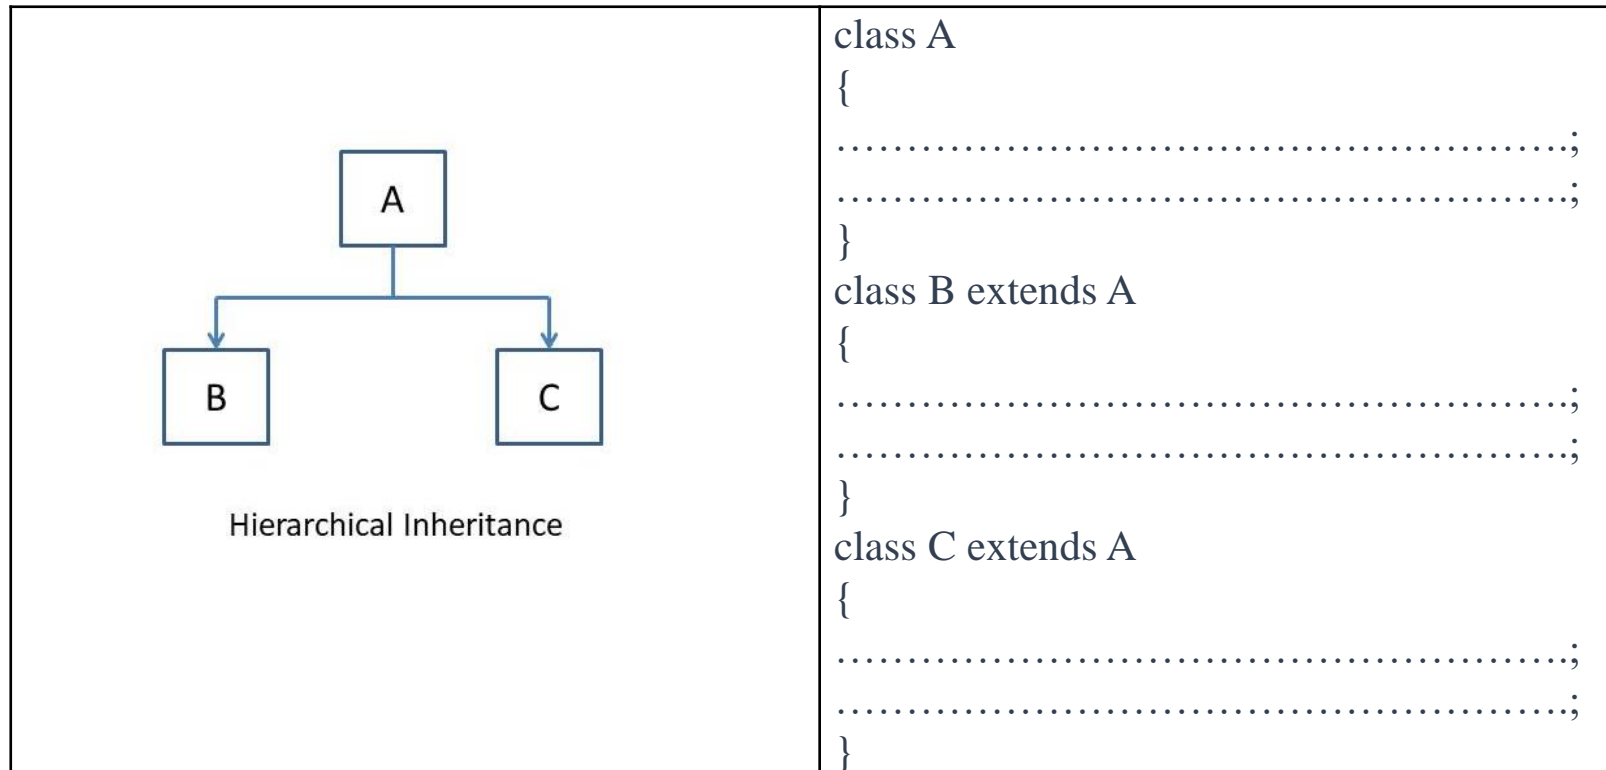 A
B
C
Hierarchical Inheritance
class A
{
…………………………………………….;
…………………………………………….;
}
class B extends A
{
…………………………………………….;
…………………………………………….;
}
class C extends A
{
…………………………………………….;
…………………………………………….;
}